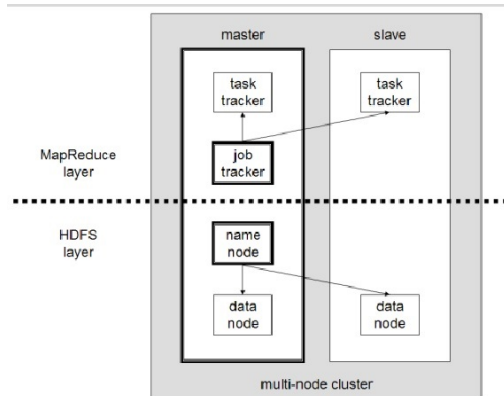 master
slave
task
tracker
task
tracker
MapReduce
layer
job
tracker
HDFS
layer
name
node
data
node
data
node
multi-node cluster